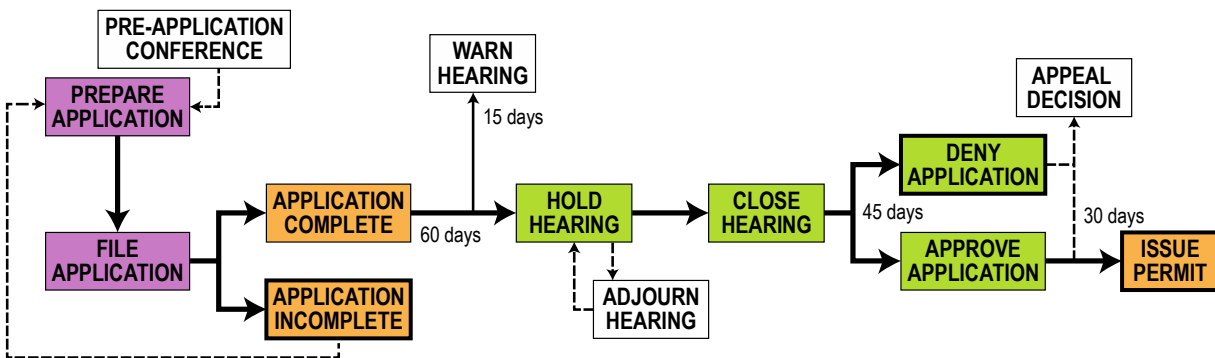 PRE-APPLICATION
CONFERENCE
PREPARE
APPLICATION
FILE
APPLICATION
APPLICATION
COMPLETE
APPLICATION
INCOMPLETE
60 days
WARN
HEARING
15 days
HOLD
HEARING
ADJOURN
HEARING
CLOSE
HEARING
45 days
DENY
APPLICATION
APPROVE
APPLICATION
APPEAL
DECISION
30 days
ISSUE
PERMIT